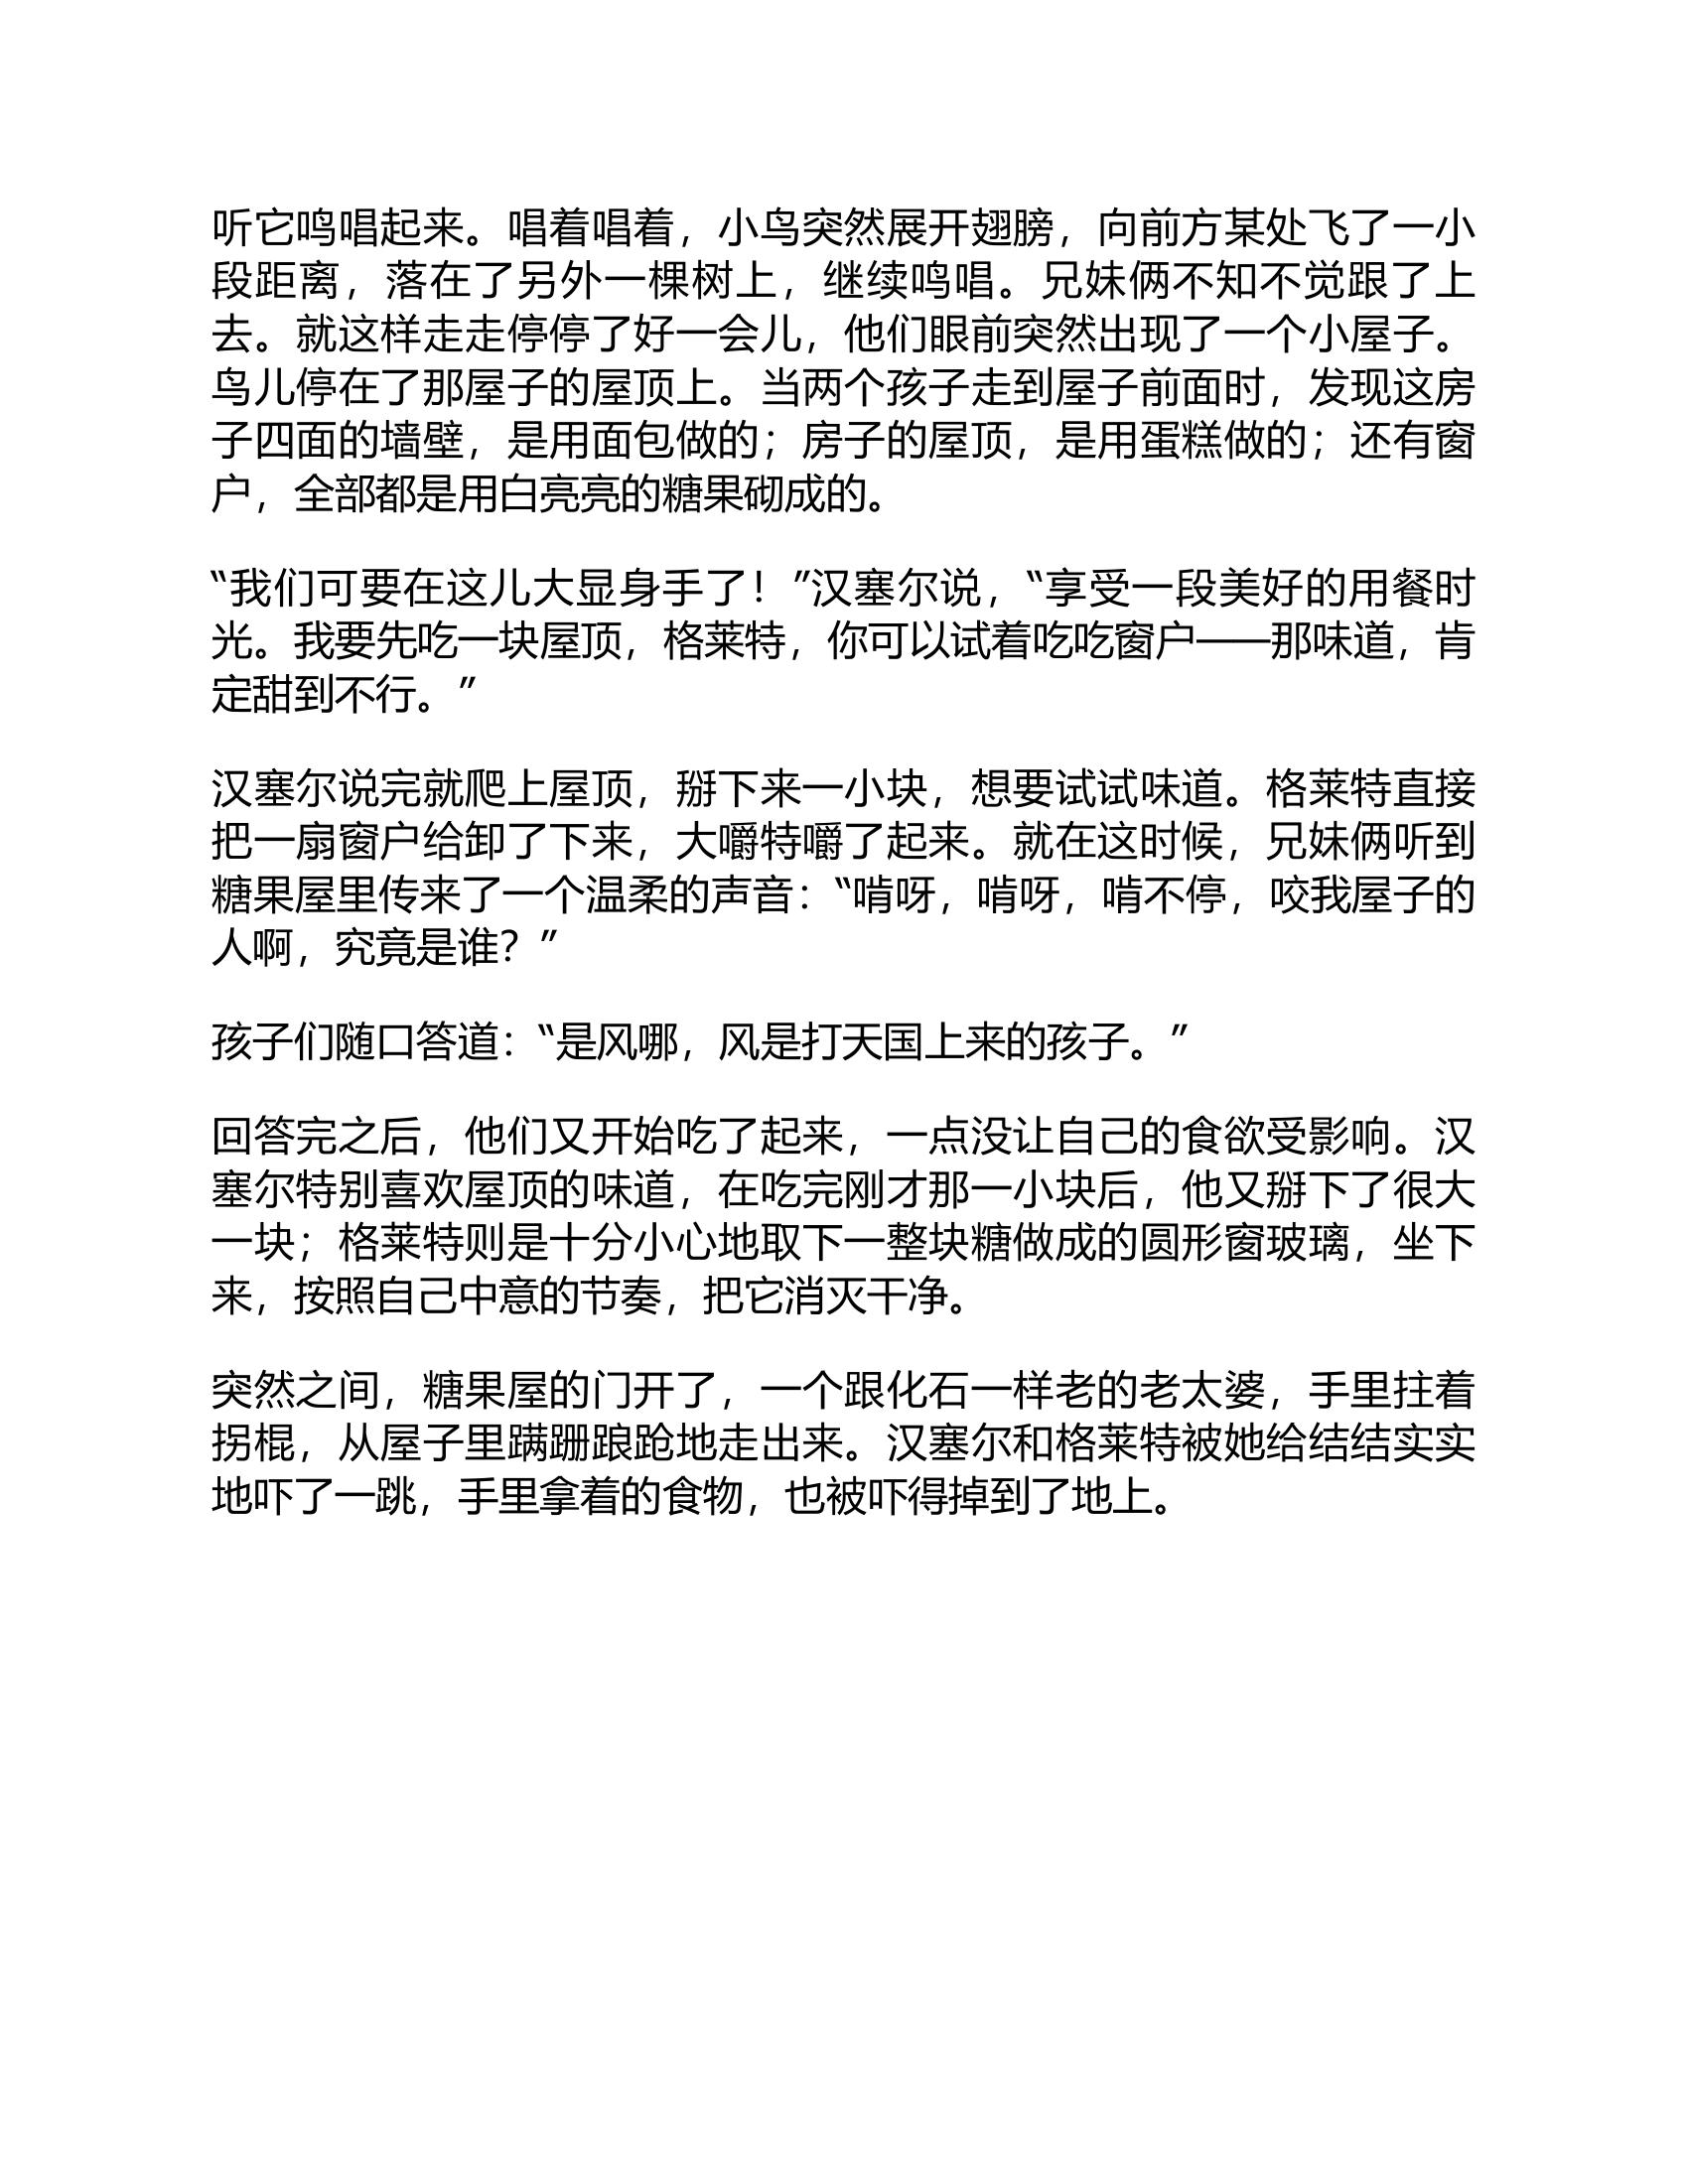 听它鸣唱起来。唱着唱着，小鸟突然展开翅膀，向前方某处飞了一小
段距离，落在了另外一棵树上，继续鸣唱。兄妹俩不知不觉跟了上
去。就这样走走停停了好一会儿，他们眼前突然出现了一个小屋子。
鸟儿停在了那屋子的屋顶上。当两个孩子走到屋子前面时，发现这房
子四面的墙壁，是用面包做的；房子的屋顶，是用蛋糕做的；还有窗
户，全部都是用白亮亮的糖果砌成的。
“我们可要在这儿大显身手了！”汉塞尔说，“享受一段美好的用餐时
光。我要先吃一块屋顶，格莱特，你可以试着吃吃窗户——那味道，肯
定甜到不行。”
汉塞尔说完就爬上屋顶，掰下来一小块，想要试试味道。格莱特直接
把一扇窗户给卸了下来，大嚼特嚼了起来。就在这时候，兄妹俩听到
糖果屋里传来了一个温柔的声音：“啃呀，啃呀，啃不停，咬我屋子的
人啊，究竟是谁？”
孩子们随口答道：“是风哪，风是打天国上来的孩子。”
回答完之后，他们又开始吃了起来，一点没让自己的食欲受影响。汉
塞尔特别喜欢屋顶的味道，在吃完刚才那一小块后，他又掰下了很大
一块；格莱特则是十分小心地取下一整块糖做成的圆形窗玻璃，坐下
来，按照自己中意的节奏，把它消灭干净。
突然之间，糖果屋的门开了，一个跟化石一样老的老太婆，手里拄着
拐棍，从屋子里蹒跚踉跄地走出来。汉塞尔和格莱特被她给结结实实
地吓了一跳，手里拿着的食物，也被吓得掉到了地上。